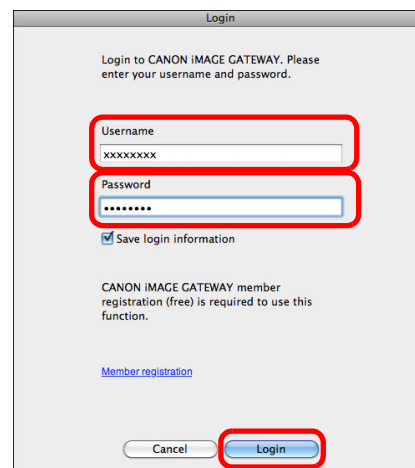 Login
Login to CANON iMAGE GATEWAY. Please
enter your username and password.
Username
xxxxxxxx
Password
••••••••
Save login information
CANON iMAGE GATEWAY member
registration (free) is required to use this
function.
Member registration
Cancel
Login